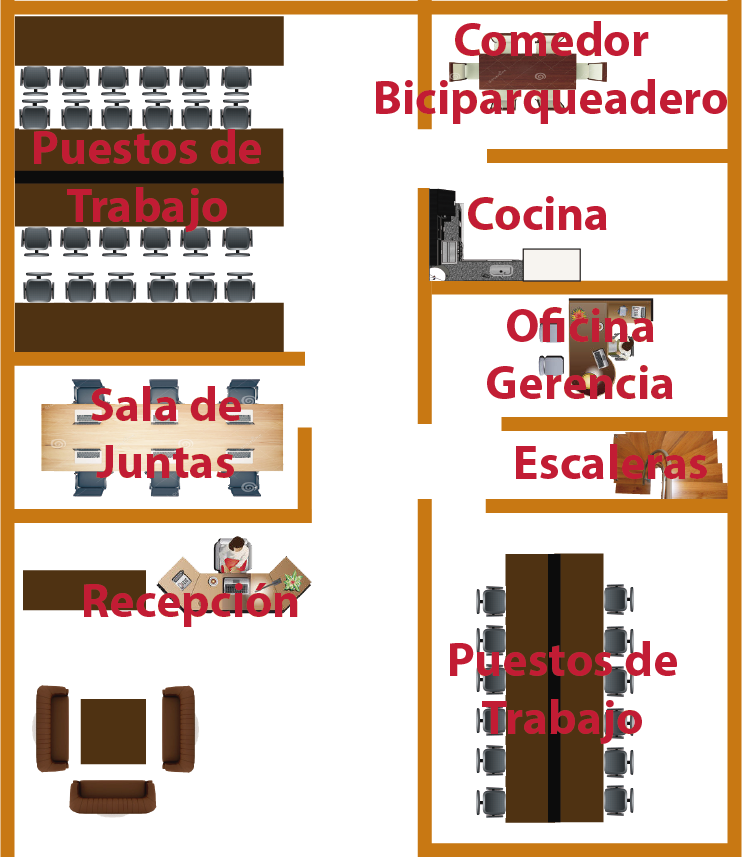 Comedor
Biciparqueadero
Puestos de
Trabajo
Cocina
Oficina
Gerencia
Sala de
Juntas
Escaleras
Recepción
Puestos de
Trabajo